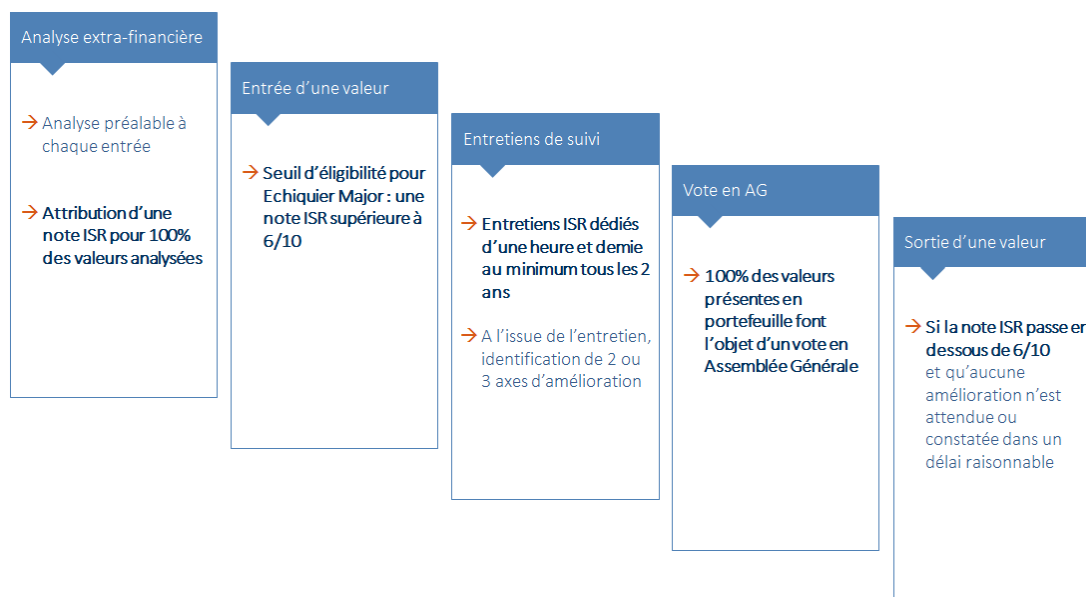 Analyse extra-financière
→ Analyse préalable à
chaque entrée
→ Attribution d’une
note ISR pour 100%
des valeurs analysées
Entrée d’une valeur
→ Seuil d’éligibilité pour
Echiquier Major : une
note ISR supérieure à
6/10
Entretiens de suivi
→ Entretiens ISR dédiés
d’une heure et demie
au minimum tous les 2
ans
→ A l’issue de l’entretien,
identification de 2 ou
3 axes d’amélioration
Vote en AG
→ 100% des valeurs
présentes en
portefeuille font
l’objet d’un vote en
Assemblée Générale
Sortie d’une valeur
→ Si la note ISR passe en
dessous de 6/10
et qu’aucune
amélioration n’est
attendue ou
constatée dans un
délai raisonnable